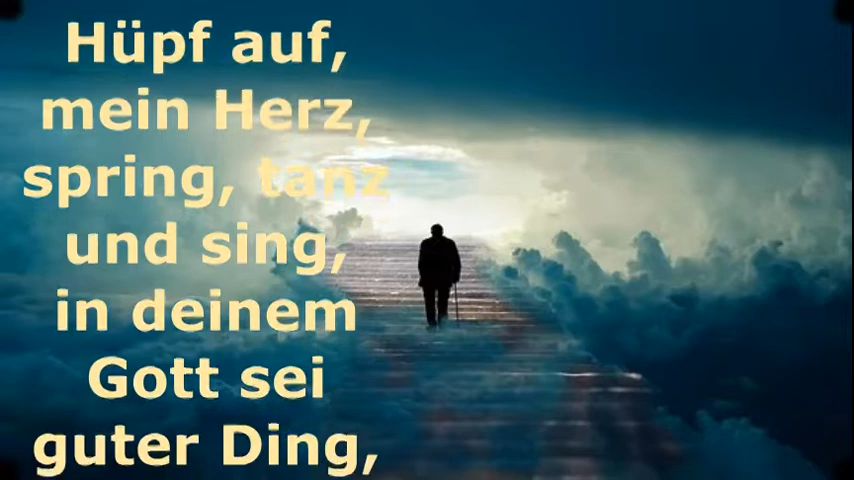 Hüpf auf,
mein Herz,
spring, tanz
und sing,
in deinem
Gott sei
guter Ding,